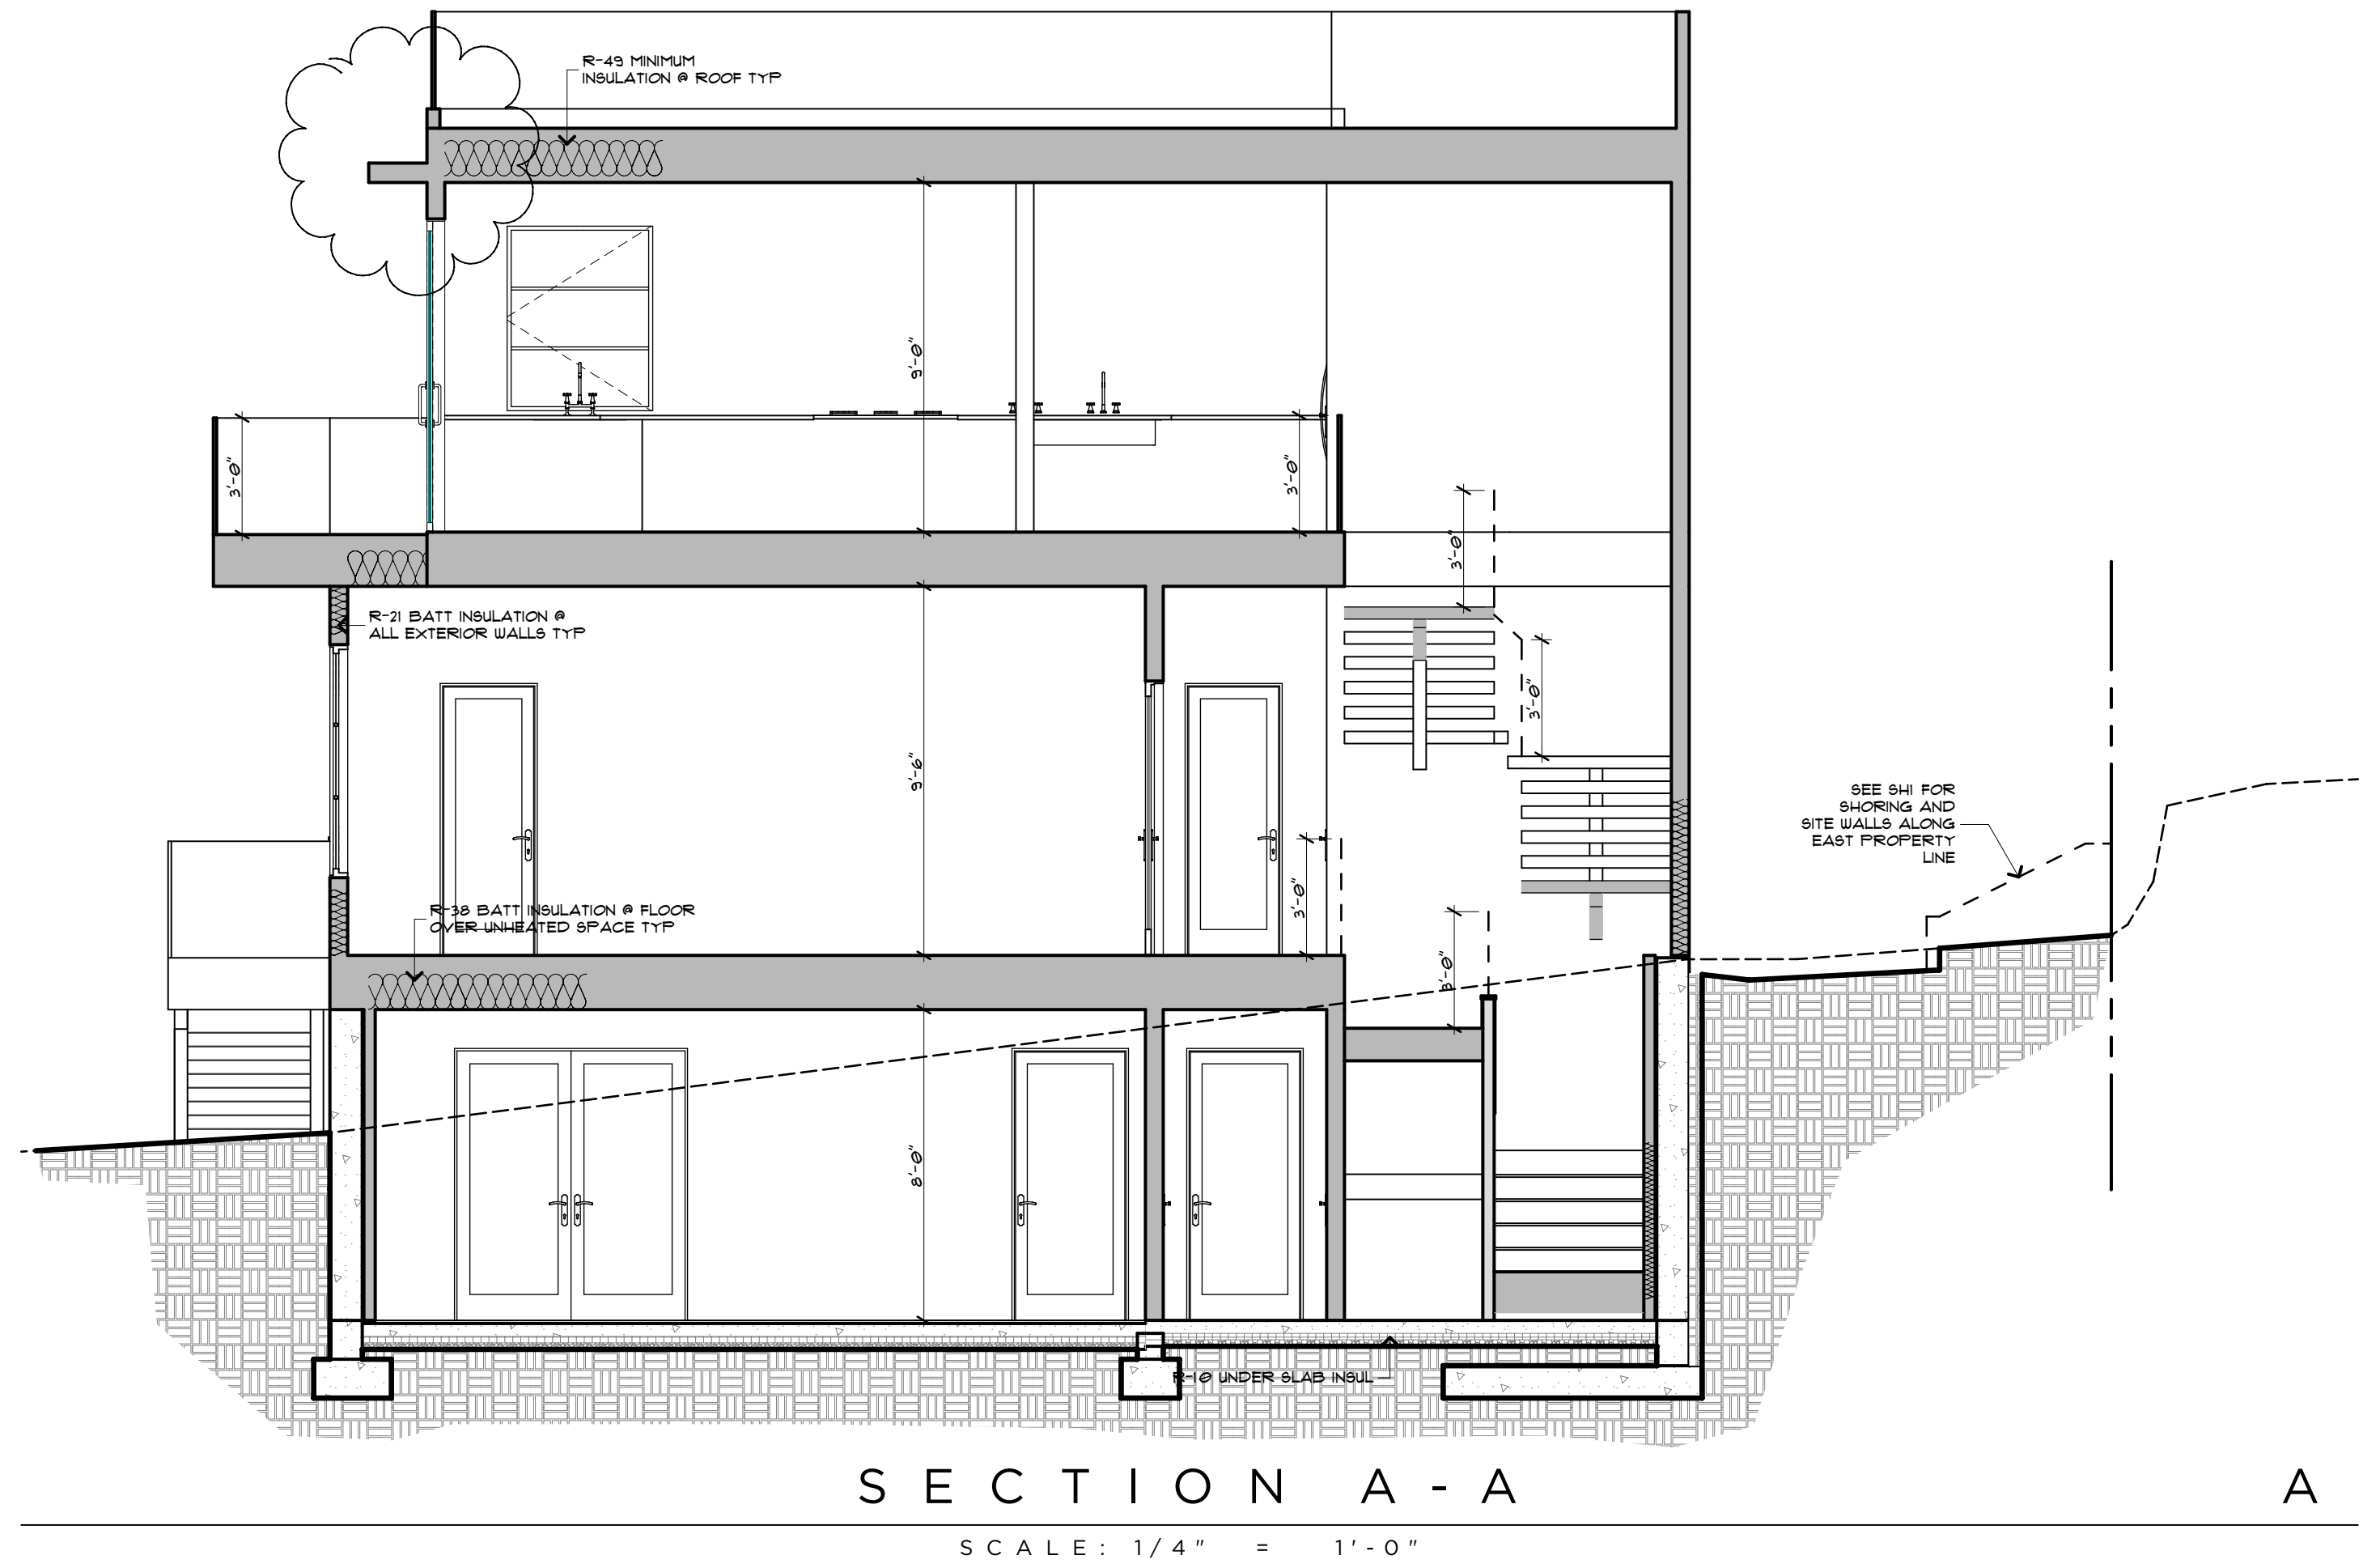 R-49 MINIMUM
INSULATION @ ROOF TYP
9'-0"
3'-0"
3'-0"
3'-0"
R-21 BATT INSULATION @
ALL EXTERIOR WALLS TYP
3'-0"
9'-6"
SEE SH1 FOR
SHORING AND
SITE WALLS ALONG
EAST PROPERTY
LINE
3'-0"
R-38 BATT INSULATION @ FLOOR
OVER UNHEATED SPACE TYP
3'-0"
8'-0"
R-10 UNDER SLAB INSUL
SECTION A-A
A
SCALE: 1/4" = 1'-0"